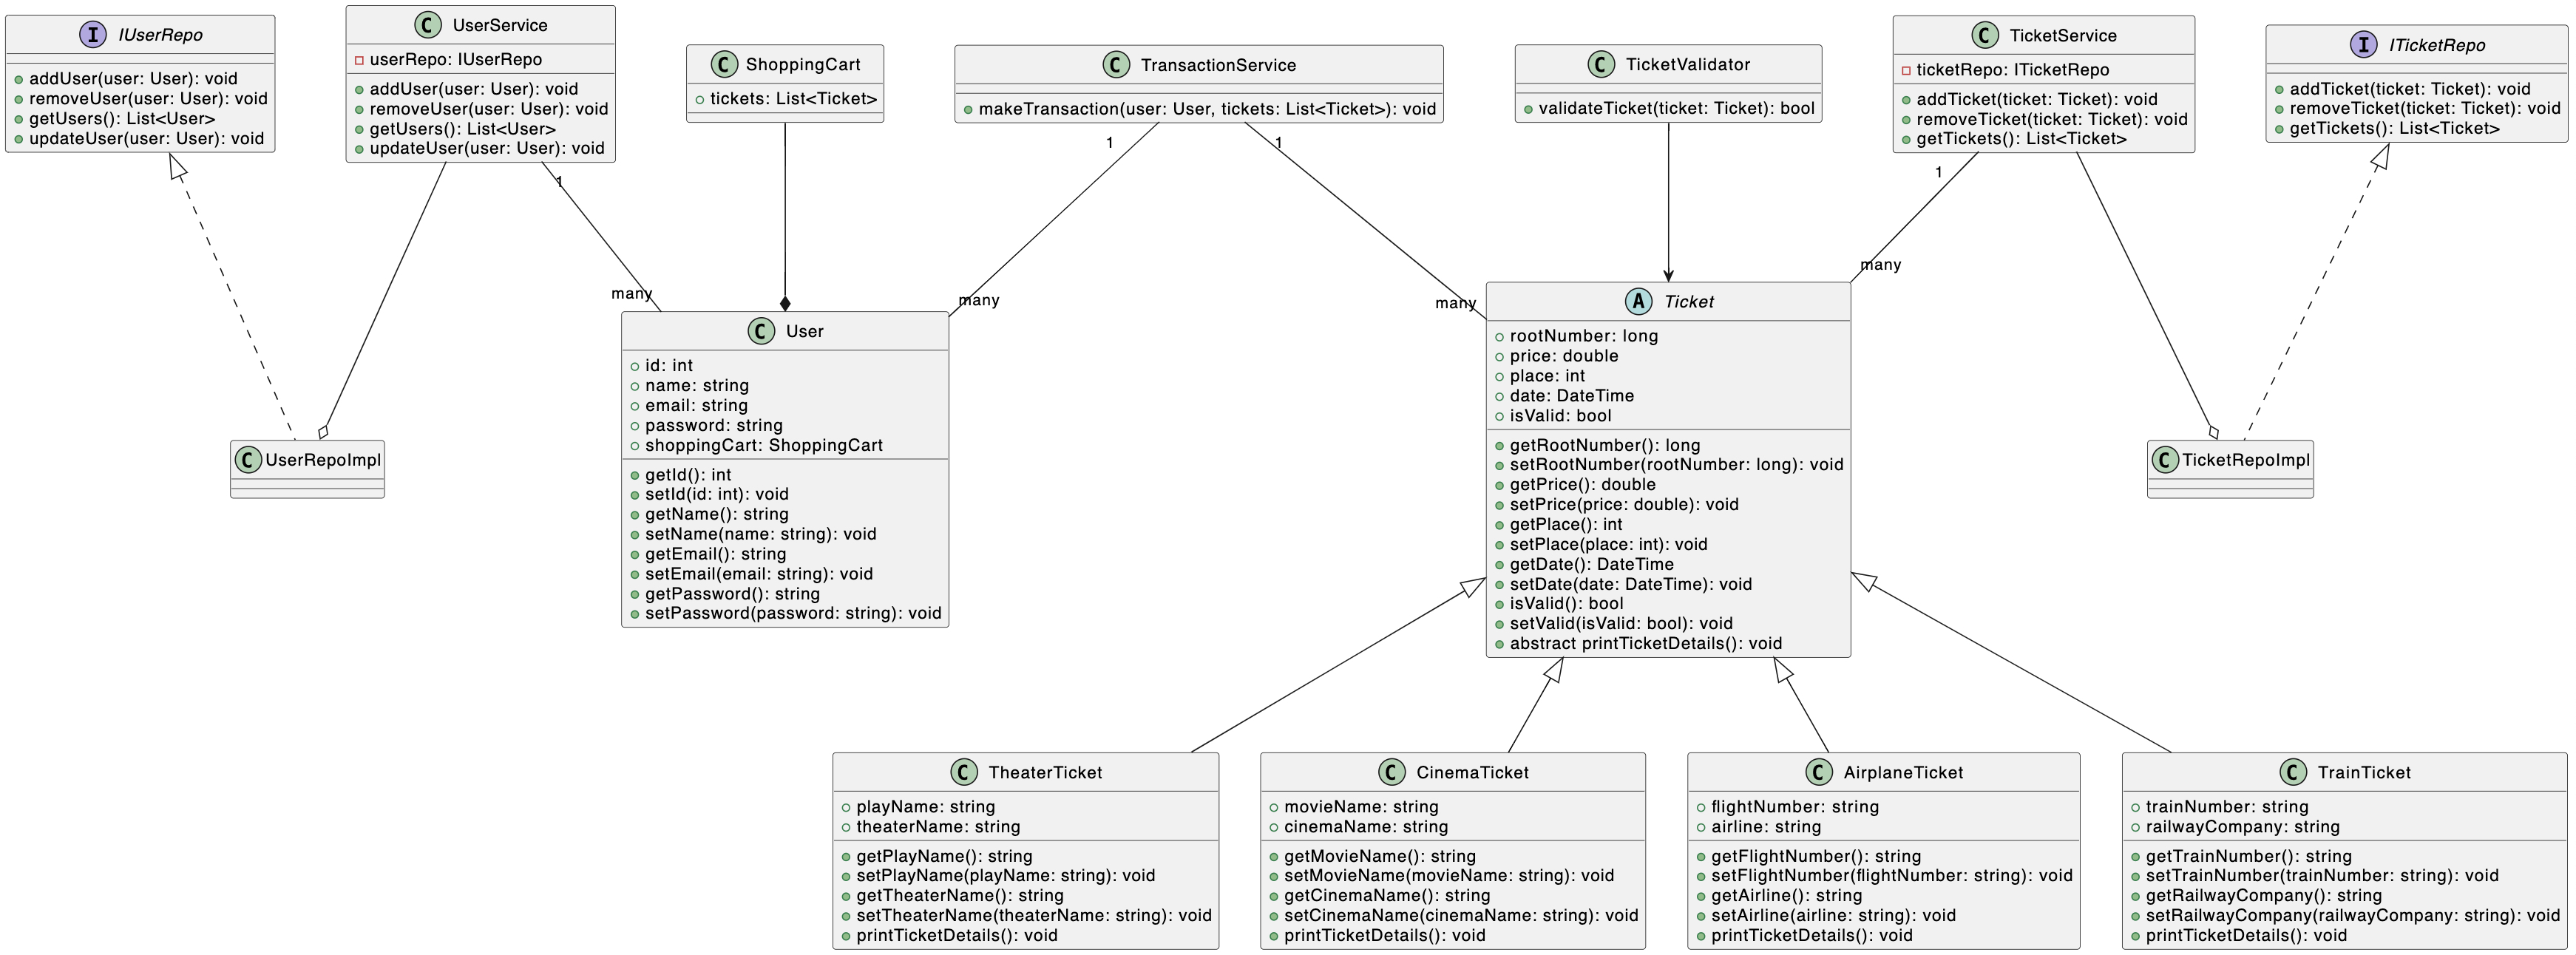 I IUserRepo
addUser(user: User): void
removeUser(user: User): void
getUsers(): List<User>
updateUser(user: User): void
C UserService
userRepo: IUserRepo
addUser(user: User): void
removeUser(user: User): void
getUsers(): List<User>
updateUser(user: User): void
C ShoppingCart
tickets: List<Ticket>
C TransactionService
makeTransaction(user: User, tickets: List<Ticket>): void
C TicketValidator
validateTicket(ticket: Ticket): bool
C TicketService
ticketRepo: ITicketRepo
addTicket(ticket: Ticket): void
removeTicket(ticket: Ticket): void
getTickets(): List<Ticket>
I ITicketRepo
addTicket(ticket: Ticket): void
removeTicket(ticket: Ticket): void
getTickets(): List<Ticket>
1
1
1
1
many
many
many
many
C UserRepoImpl
C User
id: int
name: string
email: string
password: string
shoppingCart: ShoppingCart
getId(): int
setId(id: int): void
getName(): string
setName(name: string): void
getEmail(): string
setEmail(email: string): void
getPassword(): string
setPassword(password: string): void
A Ticket
rootNumber: long
price: double
place: int
date: DateTime
isValid: bool
getRootNumber(): long
setRootNumber(rootNumber: long): void
getPrice(): double
setPrice(price: double): void
getPlace(): int
setPlace(place: int): void
getDate(): DateTime
setDate(date: DateTime): void
isValid(): bool
setValid(isValid: bool): void
abstract printTicketDetails(): void
C TicketRepoImpl
C TheaterTicket
playName: string
theaterName: string
getPlayName(): string
setPlayName(playName: string): void
getTheaterName(): string
setTheaterName(theaterName: string): void
printTicketDetails(): void
C CinemaTicket
movieName: string
cinemaName: string
getMovieName(): string
setMovieName(movieName: string): void
getCinemaName(): string
setCinemaName(cinemaName: string): void
printTicketDetails(): void
C AirplaneTicket
flightNumber: string
airline: string
getFlightNumber(): string
setFlightNumber(flightNumber: string): void
getAirline(): string
setAirline(airline: string): void
printTicketDetails(): void
C TrainTicket
trainNumber: string
railwayCompany: string
getTrainNumber(): string
setTrainNumber(trainNumber: string): void
getRailwayCompany(): string
setRailwayCompany(railwayCompany: string): void
printTicketDetails(): void